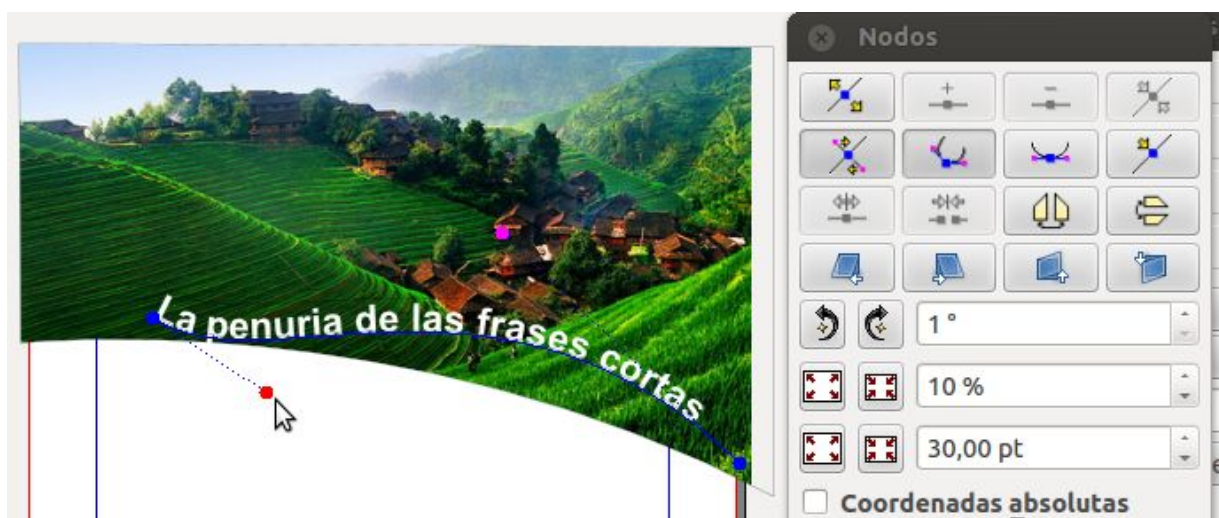 Nodos
La penuria de las frases cortas
1 °
10 %
30,00 pt
Coordenadas absolutas